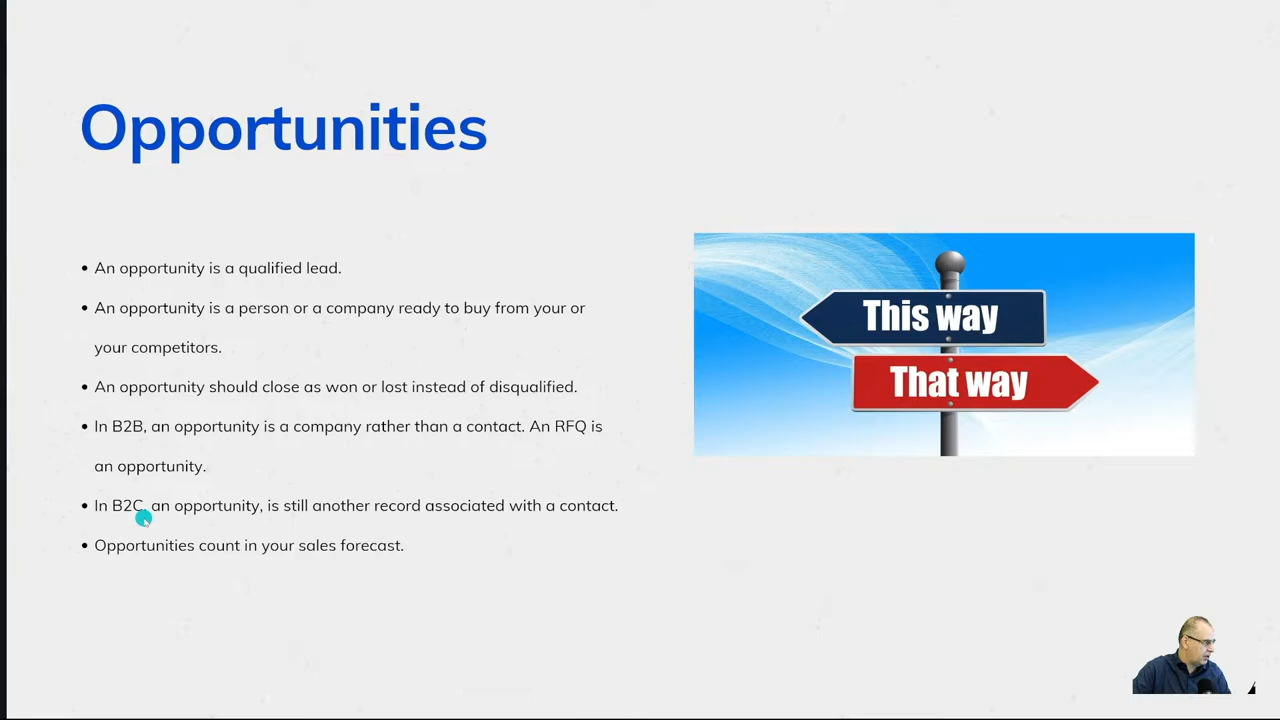 Opportunities
• An opportunity is a qualified lead.
• An opportunity is a person or a company ready to buy from your or
your competitors.
• An opportunity should close as won or lost instead of disqualified.
• In B2B, an opportunity is a company rather than a contact. An RFQ is
an opportunity.
• In B2C, an opportunity, is still another record associated with a contact.
• Opportunities count in your sales forecast.
This way
That way